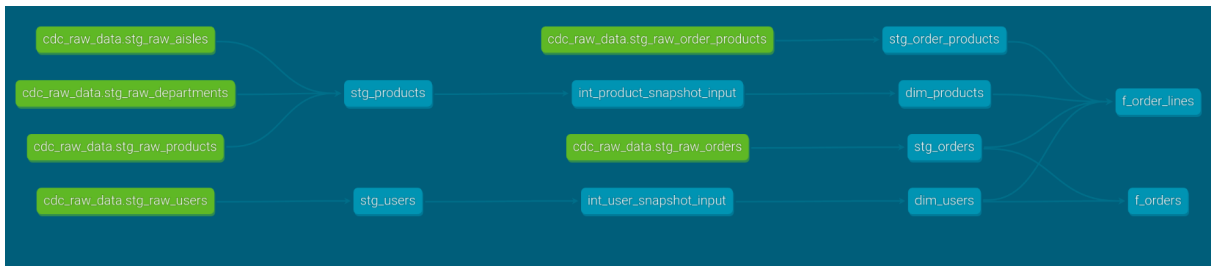 cdc_raw_data.stg_raw_aisles
cdc_raw_data.stg_raw_order_products
stg_order_products
cdc_raw_data.stg_raw_departments
stg_products
int_product_snapshot_input
dim_products
f_order_lines
cdc_raw_data.stg_raw_products
cdc_raw_data.stg_raw_orders
stg_orders
cdc_raw_data.stg_raw_users
stg_users
int_user_snapshot_input
dim_users
f_orders